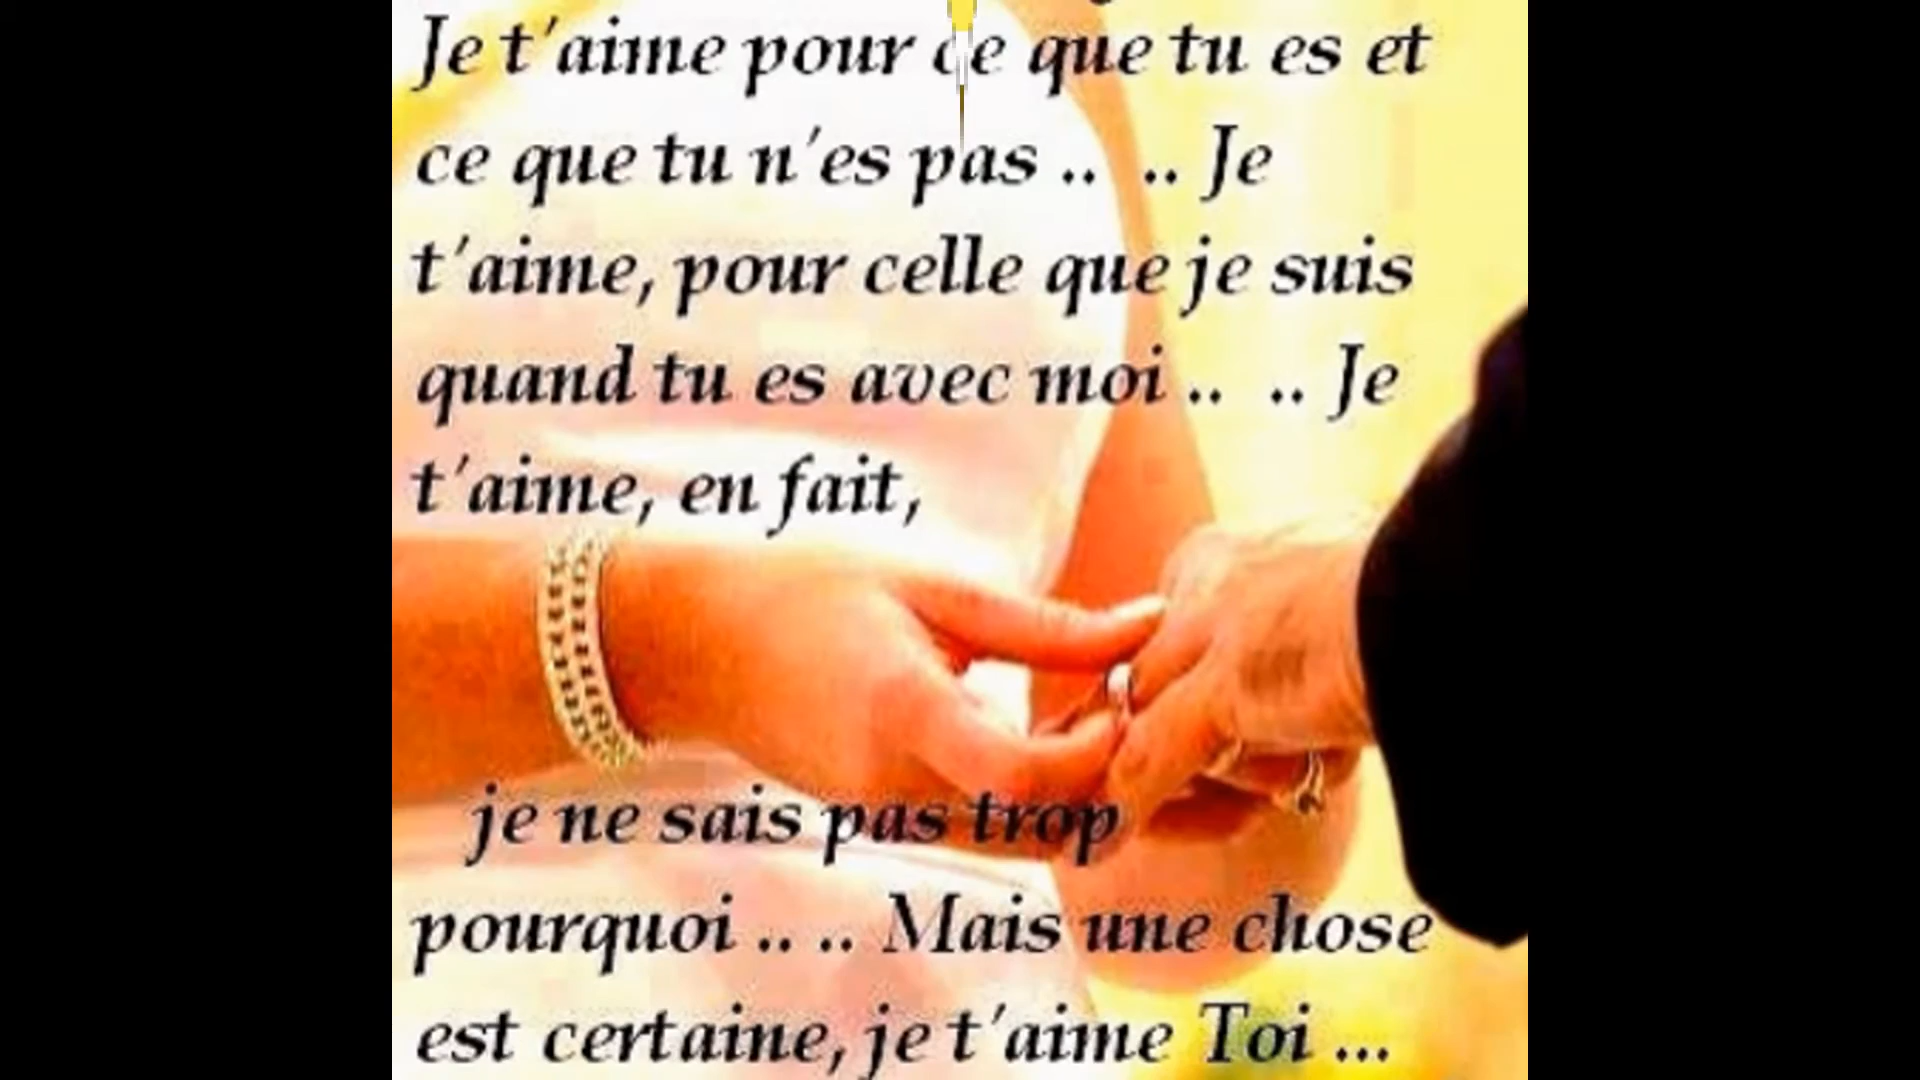 Je t'aime pour ce que tu es et
ce que tu n'es pas .. .. Je
t'aime, pour celle que je suis
quand tu es avec moi .. .. Je
t'aime, en fait,
je ne sais pas trop
pourquoi .. .. Mais une chose
est certaine, je t'aime Toi ...